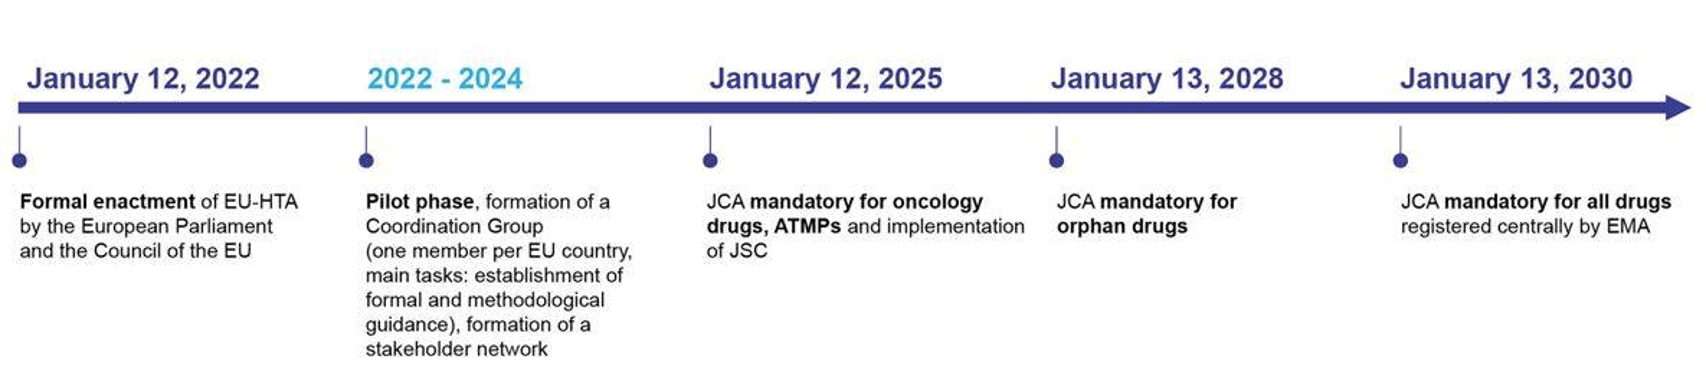 January 12, 2022
2022 - 2024
January 12, 2025
January 13, 2028
January 13, 2030
Formal enactment of EU-HTA
by the European Parliament
and the Council of the EU
Pilot phase, formation of a
Coordination Group
(one member per EU country,
main tasks: establishment of
formal and methodological
guidance), formation of a
stakeholder network
JCA mandatory for oncology
drugs, ATMPs and implementation
of JSC
JCA mandatory for
orphan drugs
JCA mandatory for all drugs
registered centrally by EMA